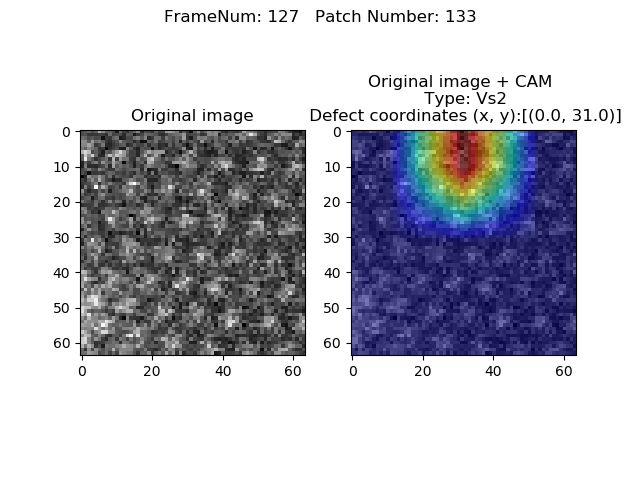 FrameNum: 127   Patch Number: 133
Original image
0
10
20
30
40
50
60
0 20 40 60
Original image + CAM
Type: Vs2
Defect coordinates (x, y):[(0.0, 31.0)]
0
10
20
30
40
50
60
0 20 40 60